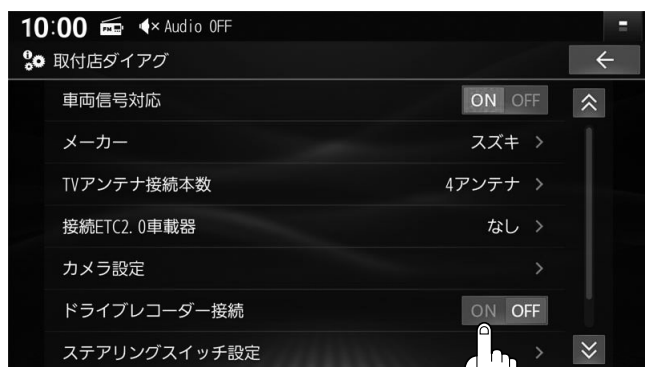 10:00 FM Audio OFF
取付店ダイアグ
車両信号対応 ON OFF
メーカー スズキ
TVアンテナ接続本数 4アンテナ
接続ETC2.0車載器 なし
カメラ設定
ドライブレコーダー接続 ON OFF
ステアリングスイッチ設定